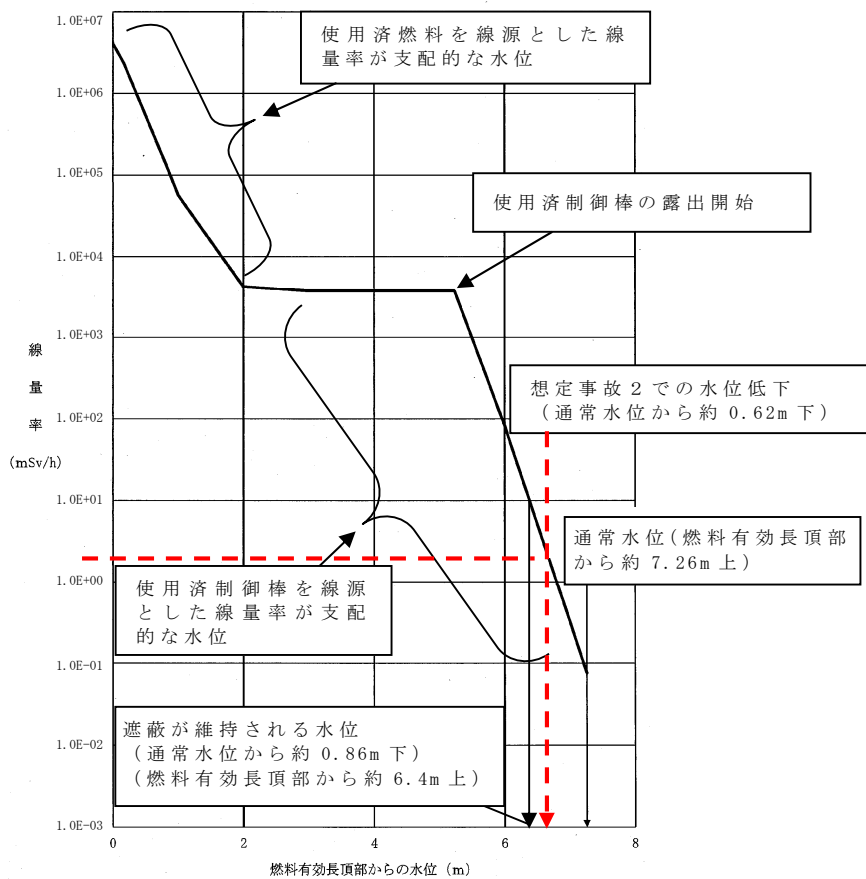 1.0E+07
1.0E+06
1.0E+05
1.0E+04
1.0E+03
1.0E+02
1.0E+01
1.0E+00
1.0E-01
1.0E-02
1.0E-03
線
量
率
(mSv/h)
使用済燃料を線源とした線
量率が支配的な水位
使用済制御棒の露出開始
想定事故2での水位低下
(通常水位から約 0.62m 下)
通常水位(燃料有効長頂部
から約 7.26m 上)
使用済制御棒を線源
とした線量率が支配
的な水位
遮蔽が維持される水位
(通常水位から約 0.86m 下)
(燃料有効長頂部から約 6.4m 上)
0 2 4 6 8
燃料有効長頂部からの水位 (m)